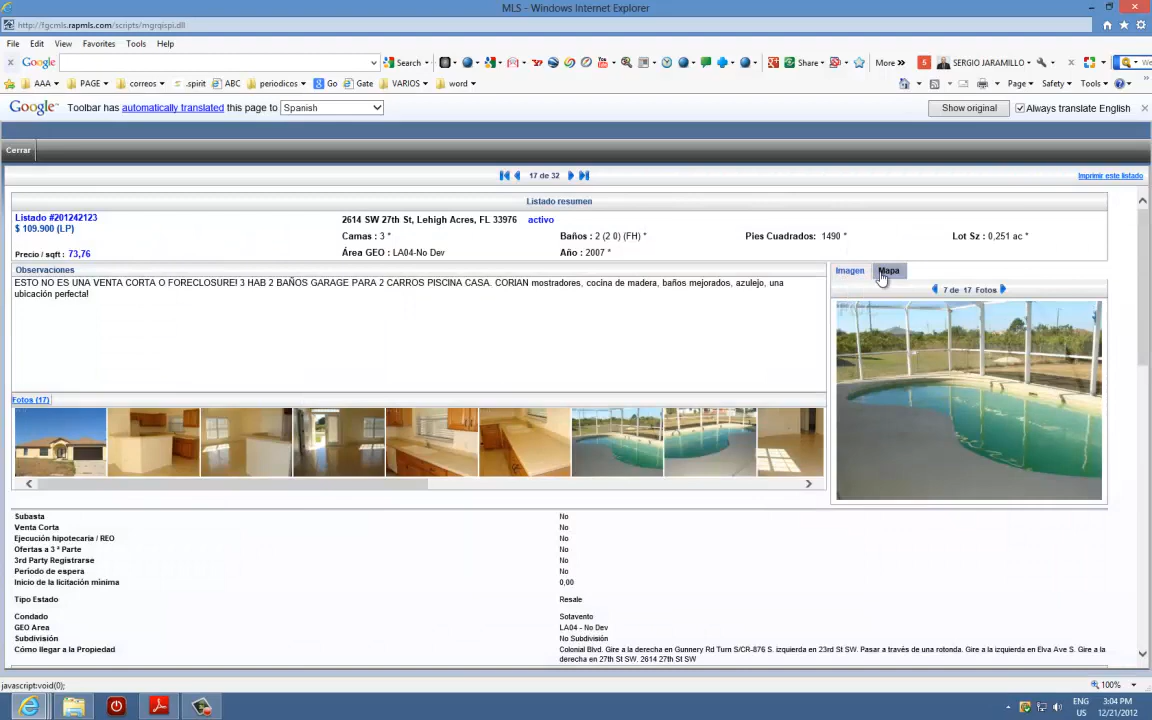 MLS - Windows Internet Explorer
http://fgcmls.rapmls.com/scripts/mgrqispi.dll
File Edit View Favorites Tools Help
Google Search Share More »
SERGIO JARAMILLO
AAA PAGE correos .spirit ABC periodicos Go Gate VARIOS word
Page Safety Tools
Google Toolbar has automatically translated this page to Spanish Show original Always translate English
Cerrar
17 de 32 Imprimir este listado
Listado resumen
Listado #201242123 2614 SW 27th St, Lehigh Acres, FL 33976 activo
$ 109.900 (LP) Camas : 3 * Baños : 2 (2 0) (FH) * Pies Cuadrados: 1490 * Lot Sz : 0,251 ac *
Precio / sqft : 73,76 Área GEO : LA04-No Dev Año : 2007 *
Observaciones Imagen Mapa
ESTO NO ES UNA VENTA CORTA O FORECLOSURE! 3 HAB 2 BAÑOS GARAGE PARA 2 CARROS PISCINA CASA. CORIAN mostradores, cocina de madera, baños mejorados, azulejo, una
ubicación perfecta!
7 de 17 Fotos
Fotos (17)
Subasta No
Venta Corta No
Ejecución hipotecaria / REO No
Ofertas a 3 ª Parte No
3rd Party Registrarse No
Período de espera No
Inicio de la licitación mínima 0,00
Tipo Estado Resale
Condado Sotavento
GEO Area LA04 - No Dev
Subdivisión No Subdivisión
Cómo llegar a la Propiedad Colonial Blvd. Gire a la derecha en Gunnery Rd Turn S/CR-876 S. izquierda en 23rd St SW. Pasar a través de una rotonda. Gire a la izquierda en Elva Ave S. Gire a la
derecha en 27th St SW. 2614 27th St SW
javascript:void(0); 100%
ENG 3:04 PM
US 12/21/2012